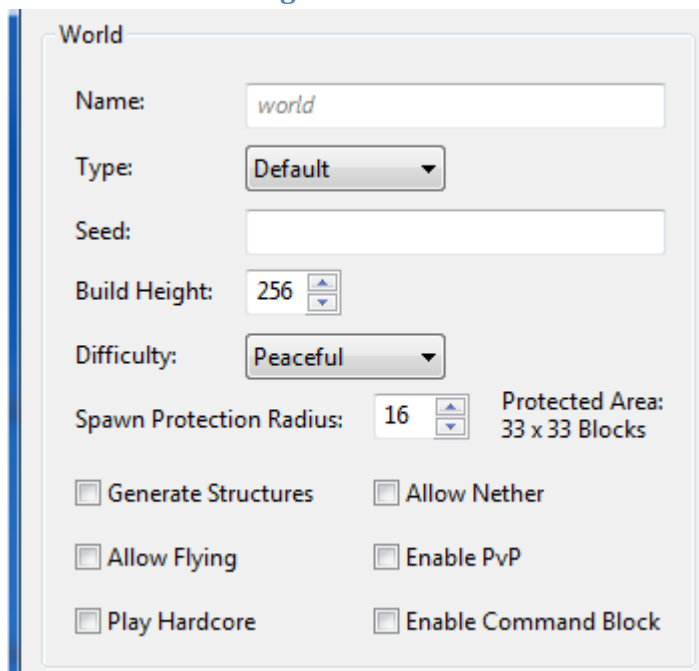 World
Name: world
Type: Default
Seed:
Build Height: 256
Difficulty: Peaceful
Spawn Protection Radius: 16 Protected Area:
33 x 33 Blocks
Generate Structures Allow Nether
Allow Flying Enable PvP
Play Hardcore Enable Command Block